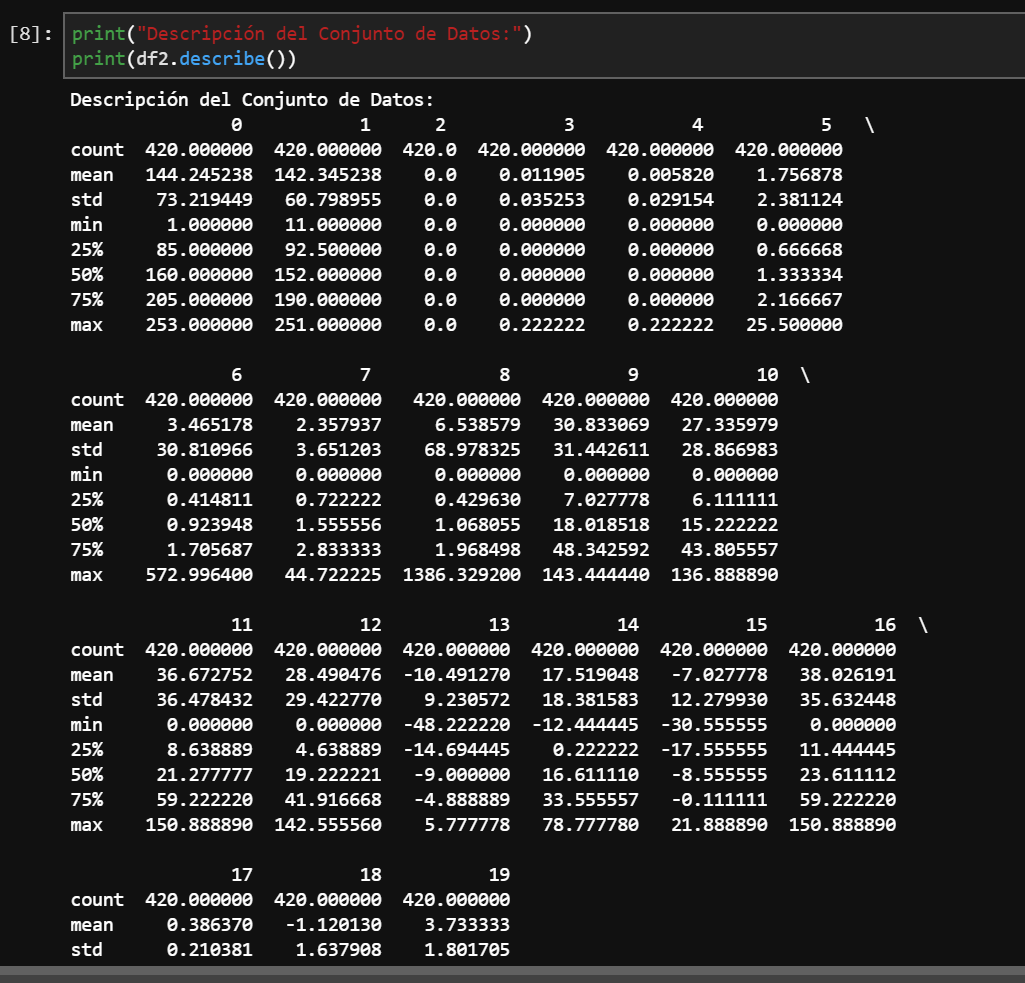 [8]: print("Descripción del Conjunto de Datos:")
print(df2.describe())
Descripción del Conjunto de Datos:
0 1 2 3 4 5 \
count 420.000000 420.000000 420.0 420.000000 420.000000 420.000000
mean 144.245238 142.345238 0.0 0.011905 0.005820 1.756878
std 73.219449 60.798955 0.0 0.035253 0.029154 2.381124
min 1.000000 11.000000 0.0 0.000000 0.000000 0.000000
25% 85.000000 92.500000 0.0 0.000000 0.000000 0.666668
50% 160.000000 152.000000 0.0 0.000000 0.000000 1.333334
75% 205.000000 190.000000 0.0 0.000000 0.000000 2.166667
max 253.000000 251.000000 0.0 0.222222 0.222222 25.500000
6 7 8 9 10 \
count 420.000000 420.000000 420.000000 420.000000 420.000000
mean 3.465178 2.357937 6.538579 30.833069 27.335979
std 30.810966 3.651203 68.978325 31.442611 28.866983
min 0.000000 0.000000 0.000000 0.000000 0.000000
25% 0.414811 0.722222 0.429630 7.027778 6.111111
50% 0.923948 1.555556 1.068055 18.018518 15.222222
75% 1.705687 2.833333 1.968498 48.342592 43.805557
max 572.996400 44.722225 1386.329200 143.444440 136.888890
11 12 13 14 15 16 \
count 420.000000 420.000000 420.000000 420.000000 420.000000 420.000000
mean 36.672752 28.490476 -10.491270 17.519048 -7.027778 38.026191
std 36.478432 29.422770 9.230572 18.381583 12.279930 35.632448
min 0.000000 0.000000 -48.222220 -12.444445 -30.555555 0.000000
25% 8.638889 4.638889 -14.694445 0.222222 -17.555555 11.444445
50% 21.277777 19.222221 -9.000000 16.611110 -8.555555 23.611112
75% 59.222220 41.916668 -4.888889 33.555557 -0.111111 59.222220
max 150.888890 142.555560 5.777778 78.777780 21.888890 150.888890
17 18 19
count 420.000000 420.000000 420.000000
mean 0.386370 -1.120130 3.733333
std 0.210381 1.637908 1.801705